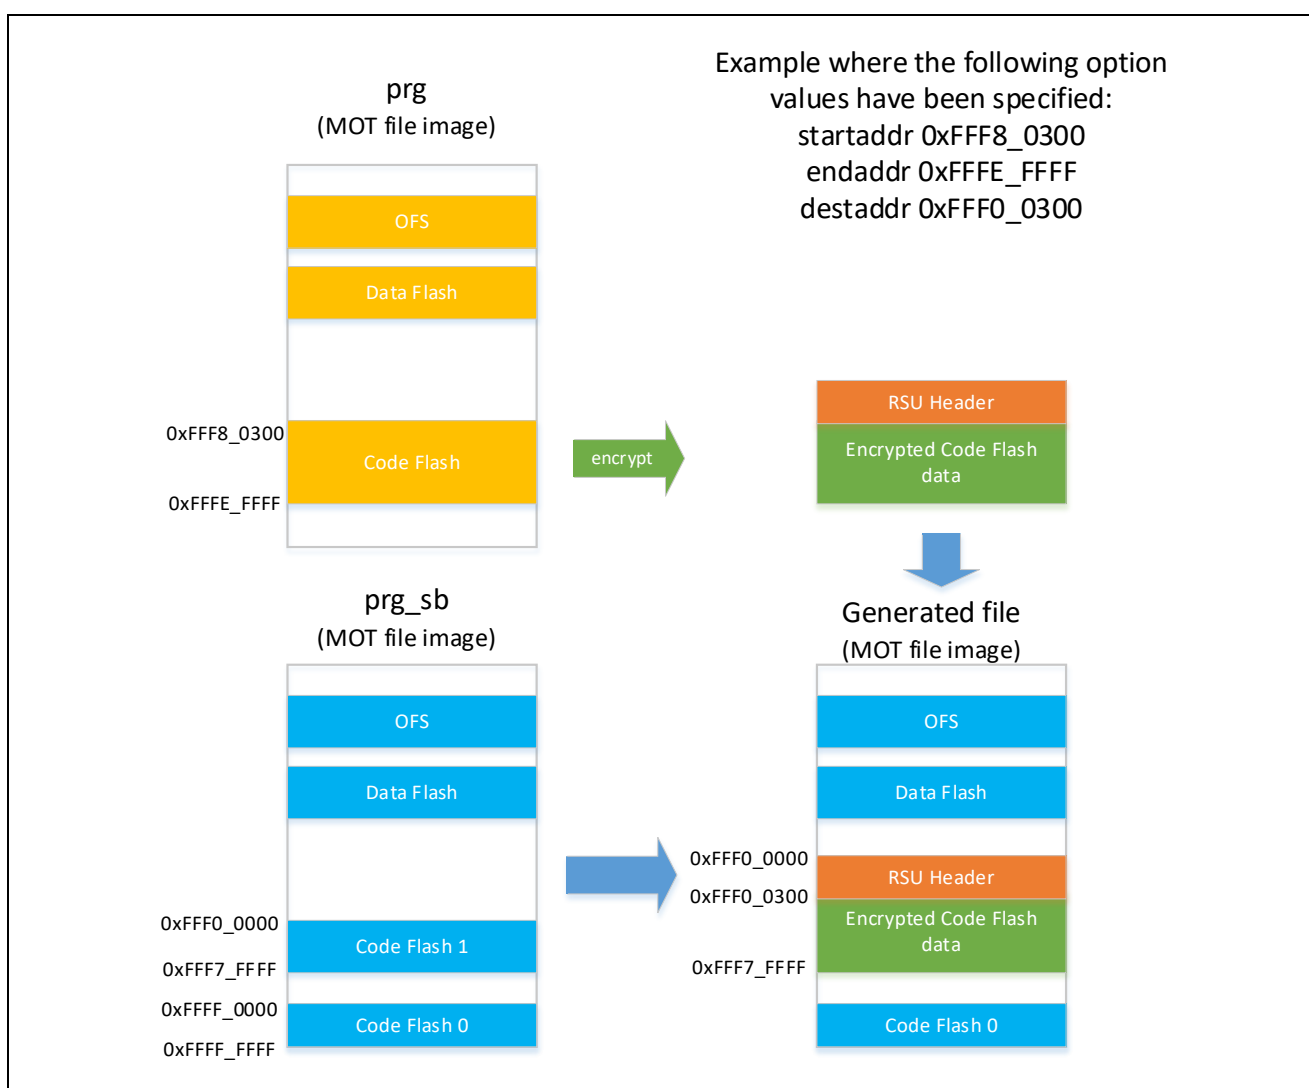 prg
(MOT file image)
Example where the following option
values have been specified:
startaddr 0xFFF8_0300
endaddr 0xFFFE_FFFF
destaddr 0xFFF0_0300
OFS
Data Flash
0xFFF8_0300
Code Flash
0xFFFE_FFFF
encrypt
RSU Header
Encrypted Code Flash
data
prg_sb
(MOT file image)
OFS
Data Flash
0xFFF0_0000
Code Flash 1
0xFFF7_FFFF
0xFFFF_0000
Code Flash 0
0xFFFF_FFFF
Generated file
(MOT file image)
OFS
Data Flash
0xFFF0_0000
RSU Header
0xFFF0_0300
Encrypted Code Flash
data
0xFFF7_FFFF
Code Flash 0